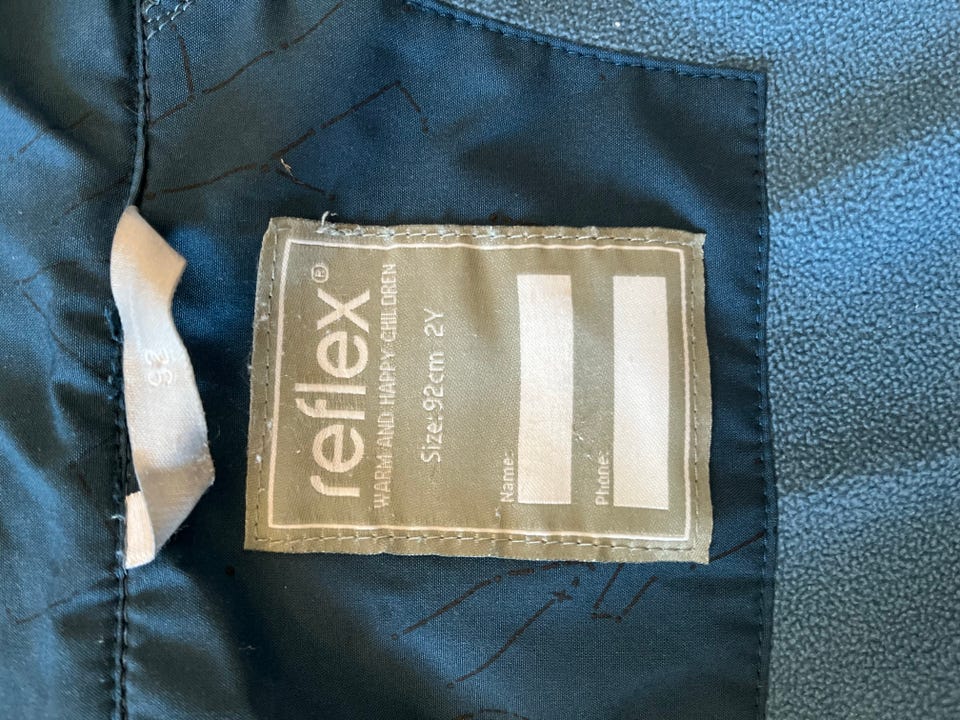 reflex®
WARM AND HAPPY CHILDREN
Size:92cm 2Y
Name:
Phone:
92